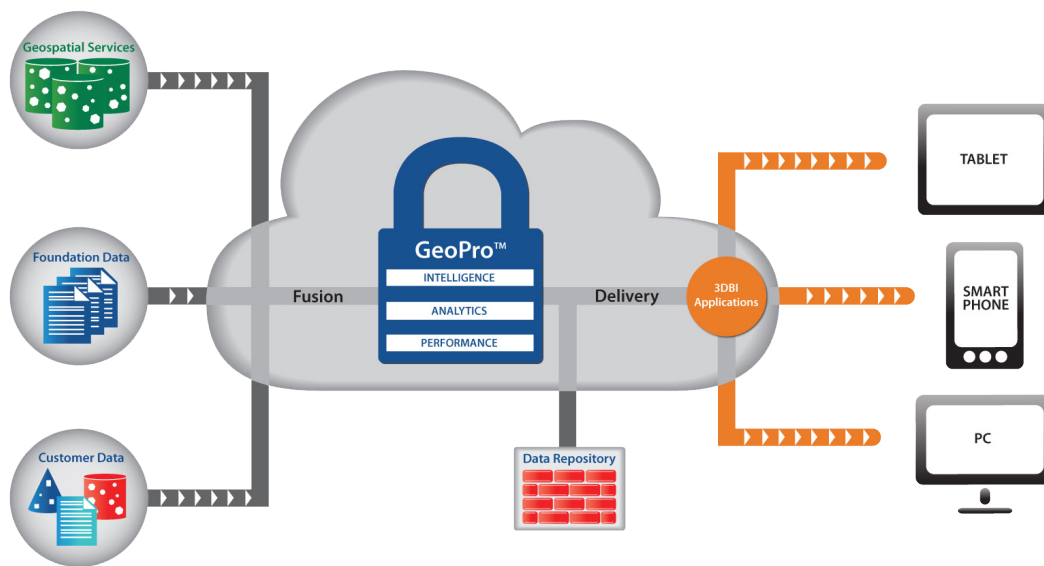 Geospatial Services
Foundation Data
Customer Data
Fusion
GeoPro™
INTELLIGENCE
ANALYTICS
PERFORMANCE
Delivery
3DBI
Applications
Data Repository
TABLET
SMART
PHONE
PC